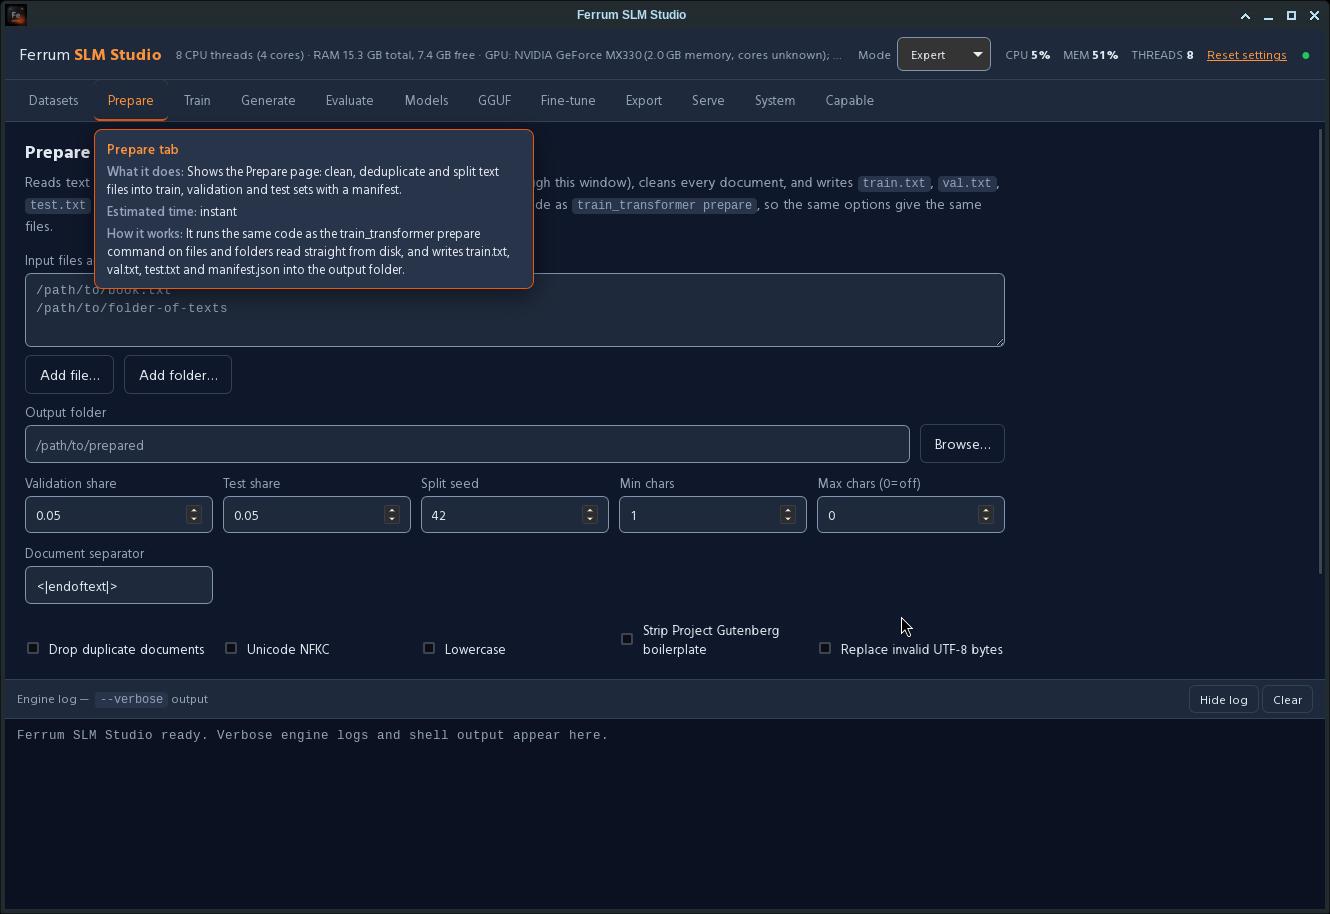 Ferrum SLM Studio
Ferrum SLM Studio 8 CPU threads (4 cores) · RAM 15.3 GB total, 7.4 GB free · GPU: NVIDIA GeForce MX330 (2.0 GB memory, cores unknown); ... Mode Expert CPU 5% MEM 51% THREADS 8 Reset settings
Datasets Prepare Train Generate Evaluate Models GGUF Fine-tune Export Serve System Capable
Prepare
Prepare tab
What it does: Shows the Prepare page: clean, deduplicate and split text
files into train, validation and test sets with a manifest.
Estimated time: instant
How it works: It runs the same code as the train_transformer prepare
command on files and folders read straight from disk, and writes train.txt,
val.txt, test.txt and manifest.json into the output folder.
Reads text gh this window), cleans every document, and writes train.txt, val.txt,
test.txt de as train_transformer prepare, so the same options give the same
files.
Input files a
/path/to/book.txt
/path/to/folder-of-texts
Add file... Add folder...
Output folder
/path/to/prepared Browse...
Validation share Test share Split seed Min chars Max chars (0=off)
0.05 0.05 42 1 0
Document separator
<|endoftext|>
Drop duplicate documents Unicode NFKC Lowercase Strip Project Gutenberg
boilerplate Replace invalid UTF-8 bytes
Engine log — --verbose output Hide log Clear
Ferrum SLM Studio ready. Verbose engine logs and shell output appear here.